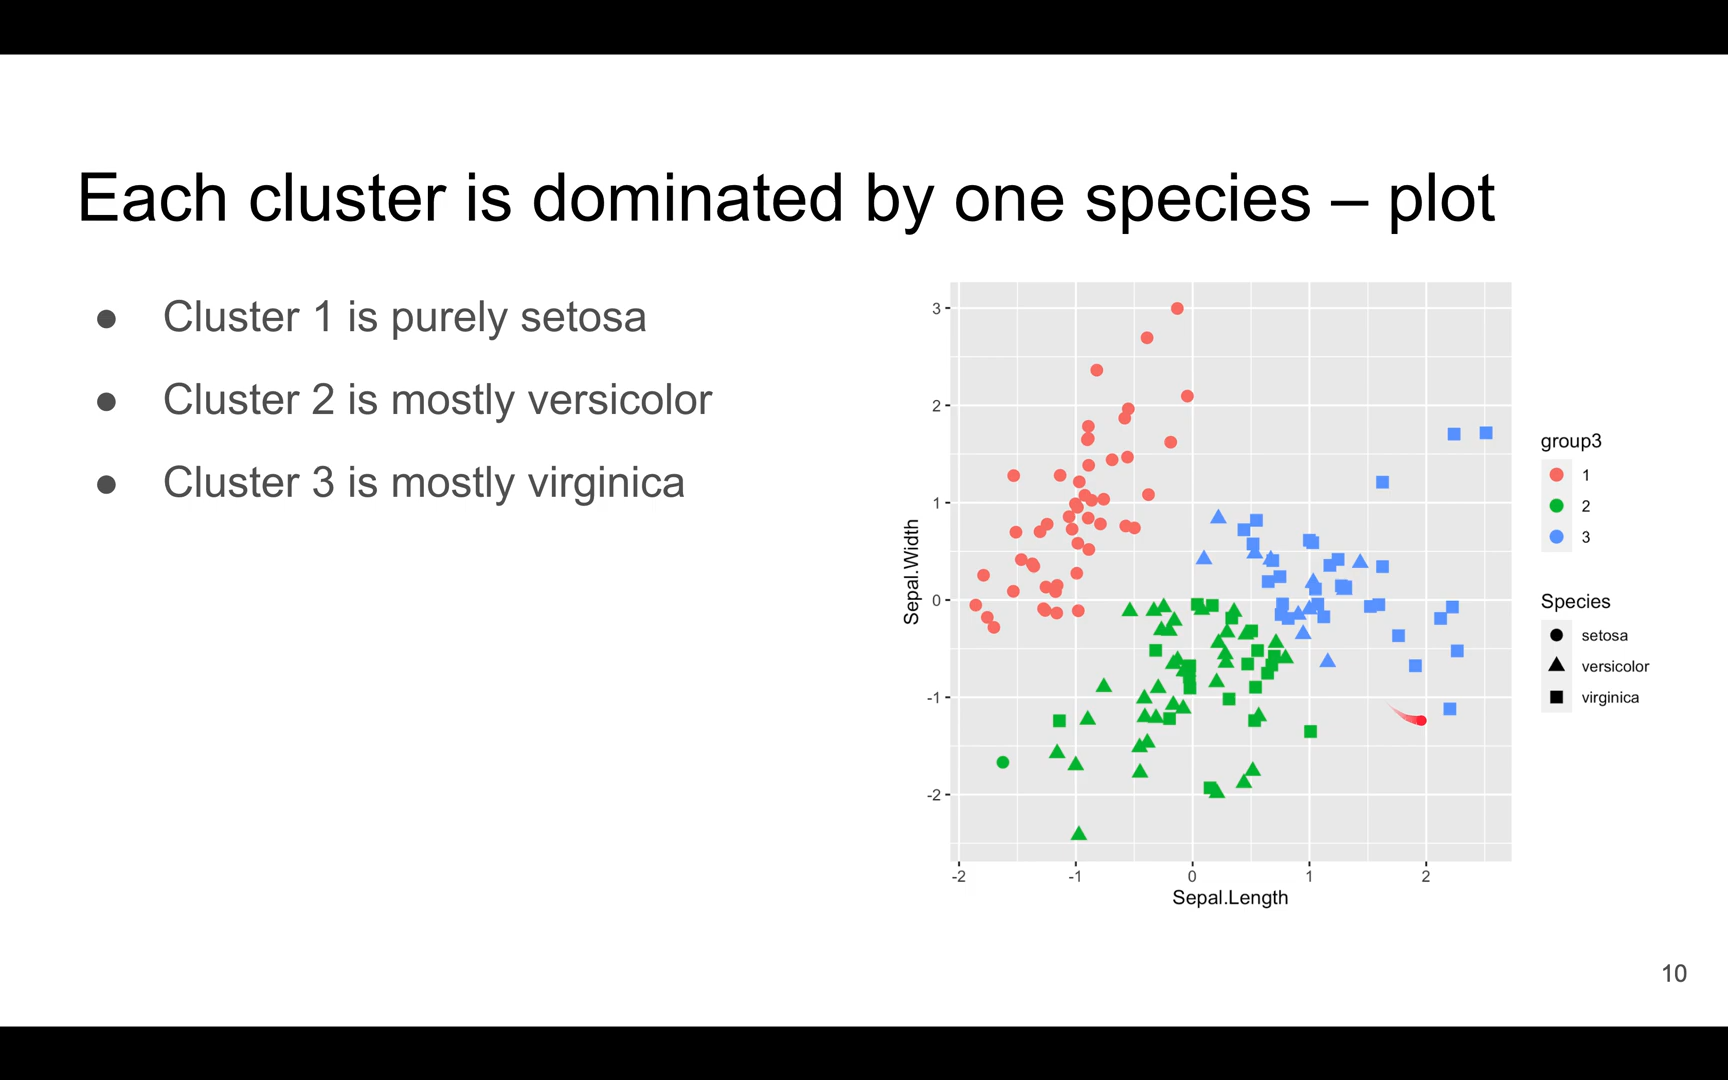 Each cluster is dominated by one species – plot
● Cluster 1 is purely setosa
● Cluster 2 is mostly versicolor
● Cluster 3 is mostly virginica
3
2
1
0
-1
-2
Sepal.Width
-2 -1 0 1 2
Sepal.Length
group3
1
2
3
Species
setosa
versicolor
virginica
10